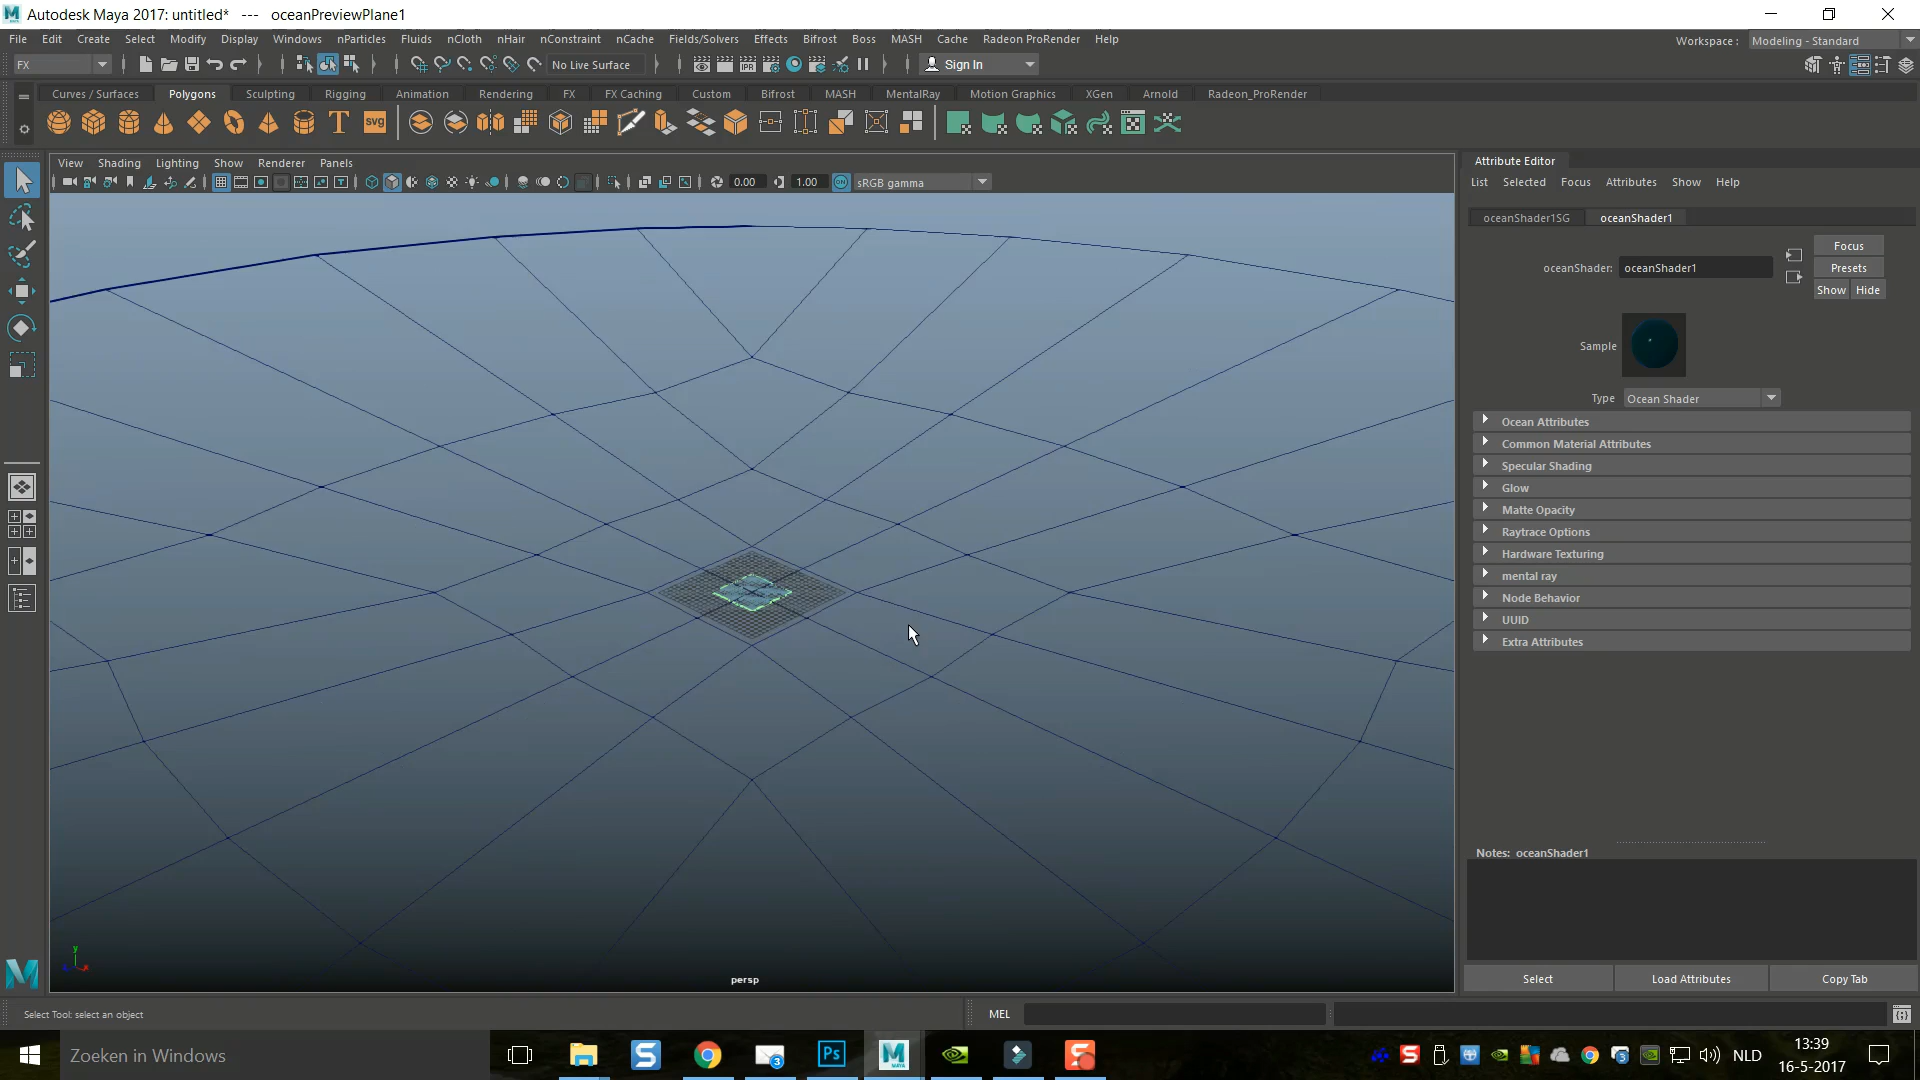 Autodesk Maya 2017: untitled*   ---   oceanPreviewPlane1
File Edit Create Select Modify Display Windows nParticles Fluids nCloth nHair nConstraint nCache Fields/Solvers Effects Bifrost Boss MASH Cache Radeon ProRender Help
Workspace : Modeling - Standard
FX No Live Surface IPR Sign In
Curves / Surfaces Polygons Sculpting Rigging Animation Rendering FX FX Caching Custom Bifrost MASH MentalRay Motion Graphics XGen Arnold Radeon_ProRender
T SVG
View Shading Lighting Show Renderer Panels
0.00 1.00 ON sRGB gamma
persp
y
Attribute Editor
List Selected Focus Attributes Show Help
oceanShader1SG oceanShader1
Focus
oceanShader: oceanShader1
Presets
Show Hide
Sample
Type Ocean Shader
Ocean Attributes
Common Material Attributes
Specular Shading
Glow
Matte Opacity
Raytrace Options
Hardware Texturing
mental ray
Node Behavior
UUID
Extra Attributes
Notes: oceanShader1
Select Load Attributes Copy Tab
Select Tool: select an object
MEL
Zoeken in Windows
3 Ps M MAYA
NLD
13:39
16-5-2017